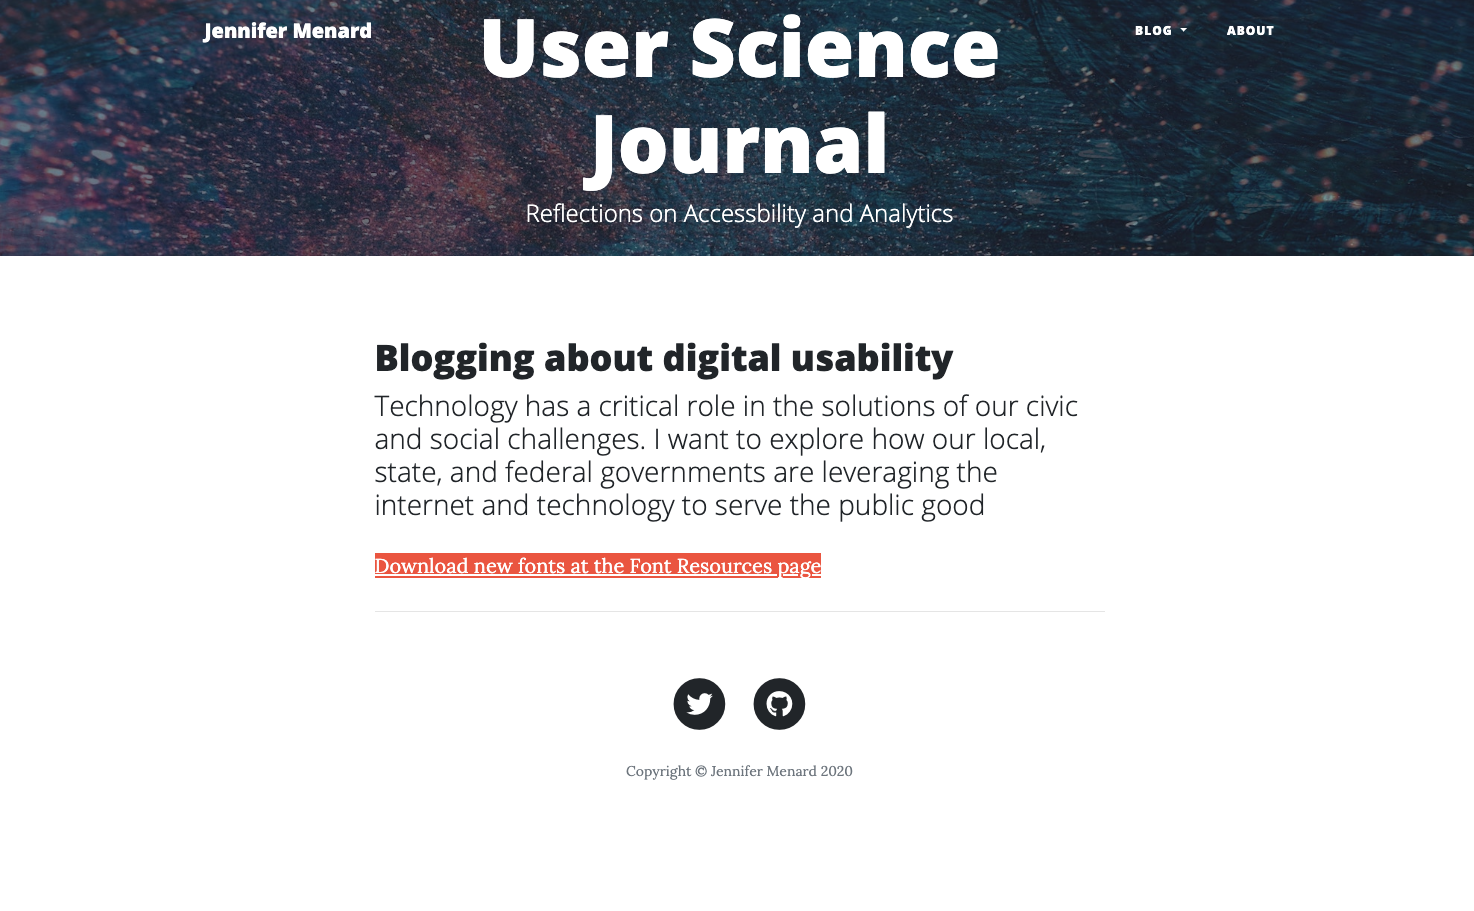 Jennifer Menard
BLOG
ABOUT
User Science
Journal
Reflections on Accessbility and Analytics
Blogging about digital usability
Technology has a critical role in the solutions of our civic
and social challenges. I want to explore how our local,
state, and federal governments are leveraging the
internet and technology to serve the public good
Download new fonts at the Font Resources page
Copyright © Jennifer Menard 2020